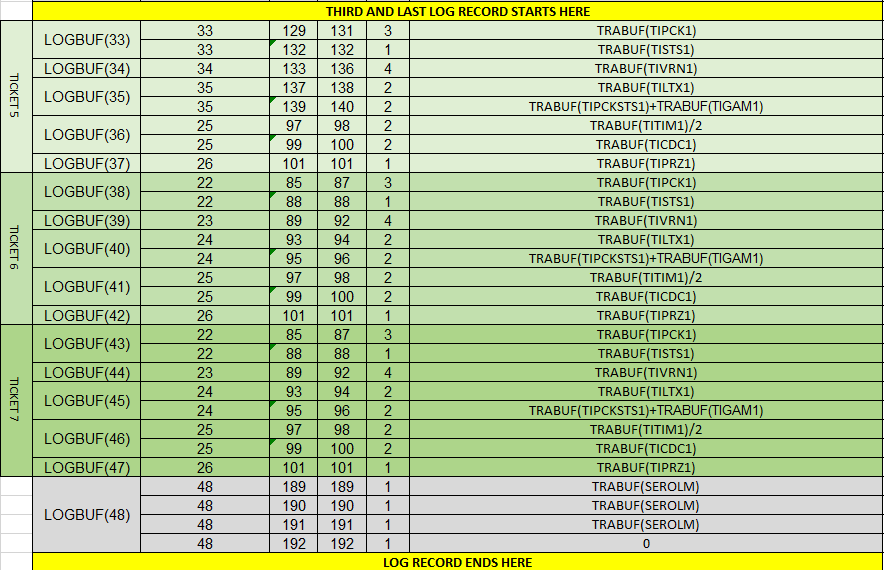 THIRD AND LAST LOG RECORD STARTS HERE
TICKET 5
LOGBUF(33) 33 129 131 3 TRABUF(TIPCK1)
33 132 132 1 TRABUF(TISTS1)
LOGBUF(34) 34 133 136 4 TRABUF(TIVRN1)
LOGBUF(35) 35 137 138 2 TRABUF(TILTX1)
35 139 140 2 TRABUF(TIPCKSTS1)+TRABUF(TIGAM1)
LOGBUF(36) 25 97 98 2 TRABUF(TITIM1)/2
25 99 100 2 TRABUF(TICDC1)
LOGBUF(37) 26 101 101 1 TRABUF(TIPRZ1)
TICKET 6
LOGBUF(38) 22 85 87 3 TRABUF(TIPCK1)
22 88 88 1 TRABUF(TISTS1)
LOGBUF(39) 23 89 92 4 TRABUF(TIVRN1)
LOGBUF(40) 24 93 94 2 TRABUF(TILTX1)
24 95 96 2 TRABUF(TIPCKSTS1)+TRABUF(TIGAM1)
LOGBUF(41) 25 97 98 2 TRABUF(TITIM1)/2
25 99 100 2 TRABUF(TICDC1)
LOGBUF(42) 26 101 101 1 TRABUF(TIPRZ1)
TICKET 7
LOGBUF(43) 22 85 87 3 TRABUF(TIPCK1)
22 88 88 1 TRABUF(TISTS1)
LOGBUF(44) 23 89 92 4 TRABUF(TIVRN1)
LOGBUF(45) 24 93 94 2 TRABUF(TILTX1)
24 95 96 2 TRABUF(TIPCKSTS1)+TRABUF(TIGAM1)
LOGBUF(46) 25 97 98 2 TRABUF(TITIM1)/2
25 99 100 2 TRABUF(TICDC1)
LOGBUF(47) 26 101 101 1 TRABUF(TIPRZ1)
LOGBUF(48) 48 189 189 1 TRABUF(SEROLM)
48 190 190 1 TRABUF(SEROLM)
48 191 191 1 TRABUF(SEROLM)
48 192 192 1 0
LOG RECORD ENDS HERE